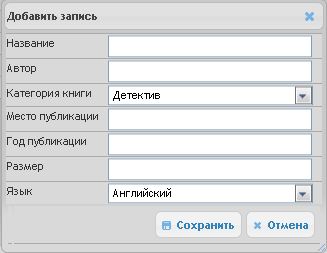 Добавить запись
Название
Автор
Категория книги Детектив
Место публикации
Год публикации
Размер
Язык Английский
Сохранить Отмена